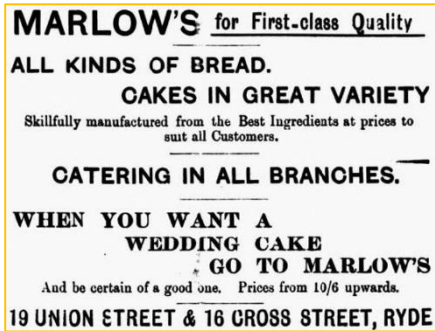 MARLOW'S for First-class Quality
ALL KINDS OF BREAD.
CAKES IN GREAT VARIETY
Skillfully manufactured from the Best Ingredients at prices to
suit all Customers.
CATERING IN ALL BRANCHES.
WHEN YOU WANT A
WEDDING CAKE
GO TO MARLOW'S
And be certain of a good one. Prices from 10/6 upwards.
19 UNION STREET & 16 CROSS STREET, RYDE